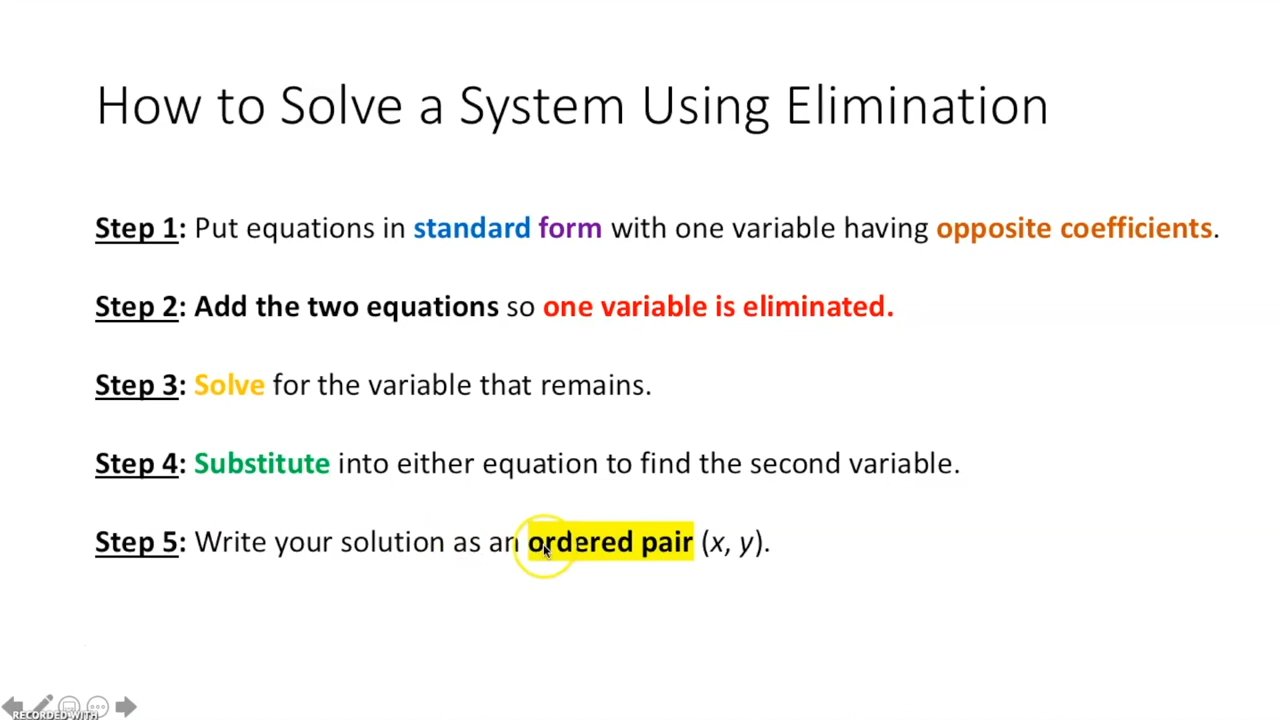 How to Solve a System Using Elimination
Step 1: Put equations in standard form with one variable having opposite coefficients.
Step 2: Add the two equations so one variable is eliminated.
Step 3: Solve for the variable that remains.
Step 4: Substitute into either equation to find the second variable.
Step 5: Write your solution as an ordered pair (x, y).
RECORDED WITH